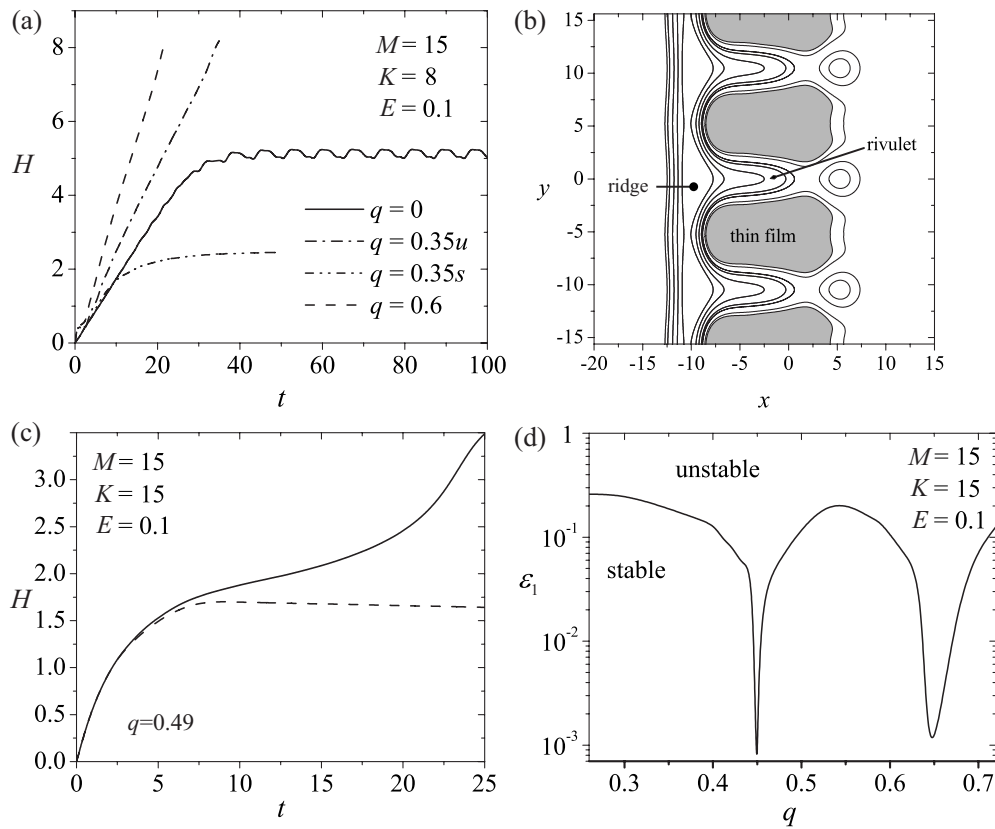 (a)
8
6
4
2
0
H
0 20 40 60 80 100
t
M = 15
K = 8
E = 0.1
q = 0
q = 0.35u
q = 0.35s
q = 0.6
(b)
15
10
5
0
-5
-10
-15
y
-20 -15 -10 -5 0 5 10 15
x
ridge
rivulet
thin film
(c)
3.0
2.5
2.0
1.5
1.0
0.5
0.0
H
0 5 10 15 20 25
t
M = 15
K = 15
E = 0.1
q=0.49
(d)
1
10⁻¹
10⁻²
10⁻³
ε₁
0.3 0.4 0.5 0.6 0.7
q
unstable
stable
M = 15
K = 15
E = 0.1